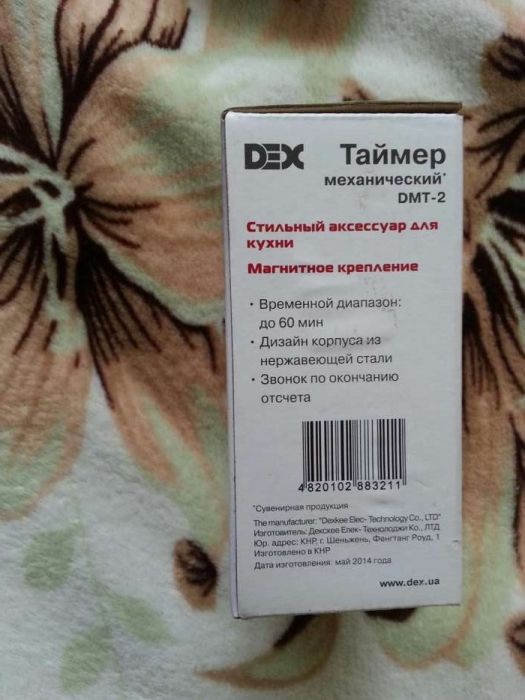 DEX
Таймер
механический*
DMT-2
Стильный аксессуар для
кухни
Магнитное крепление
• Временной диапазон:
до 60 мин
• Дизайн корпуса из
нержавеющей стали
• Звонок по окончанию
отсчета
4 820102 883211
*Сувенирная продукция
The manufacturer: "Dexkee Elec- Technology Co., LTD"
Изготовитель: Дексхее Елек- Технолоджи Ко., ЛТД
Юр. адрес: КНР, г. Шеньжень, Фенгтанг Роуд, 1
Изготовлено в КНР
Дата изготовления: май 2014 года
www.dex.ua